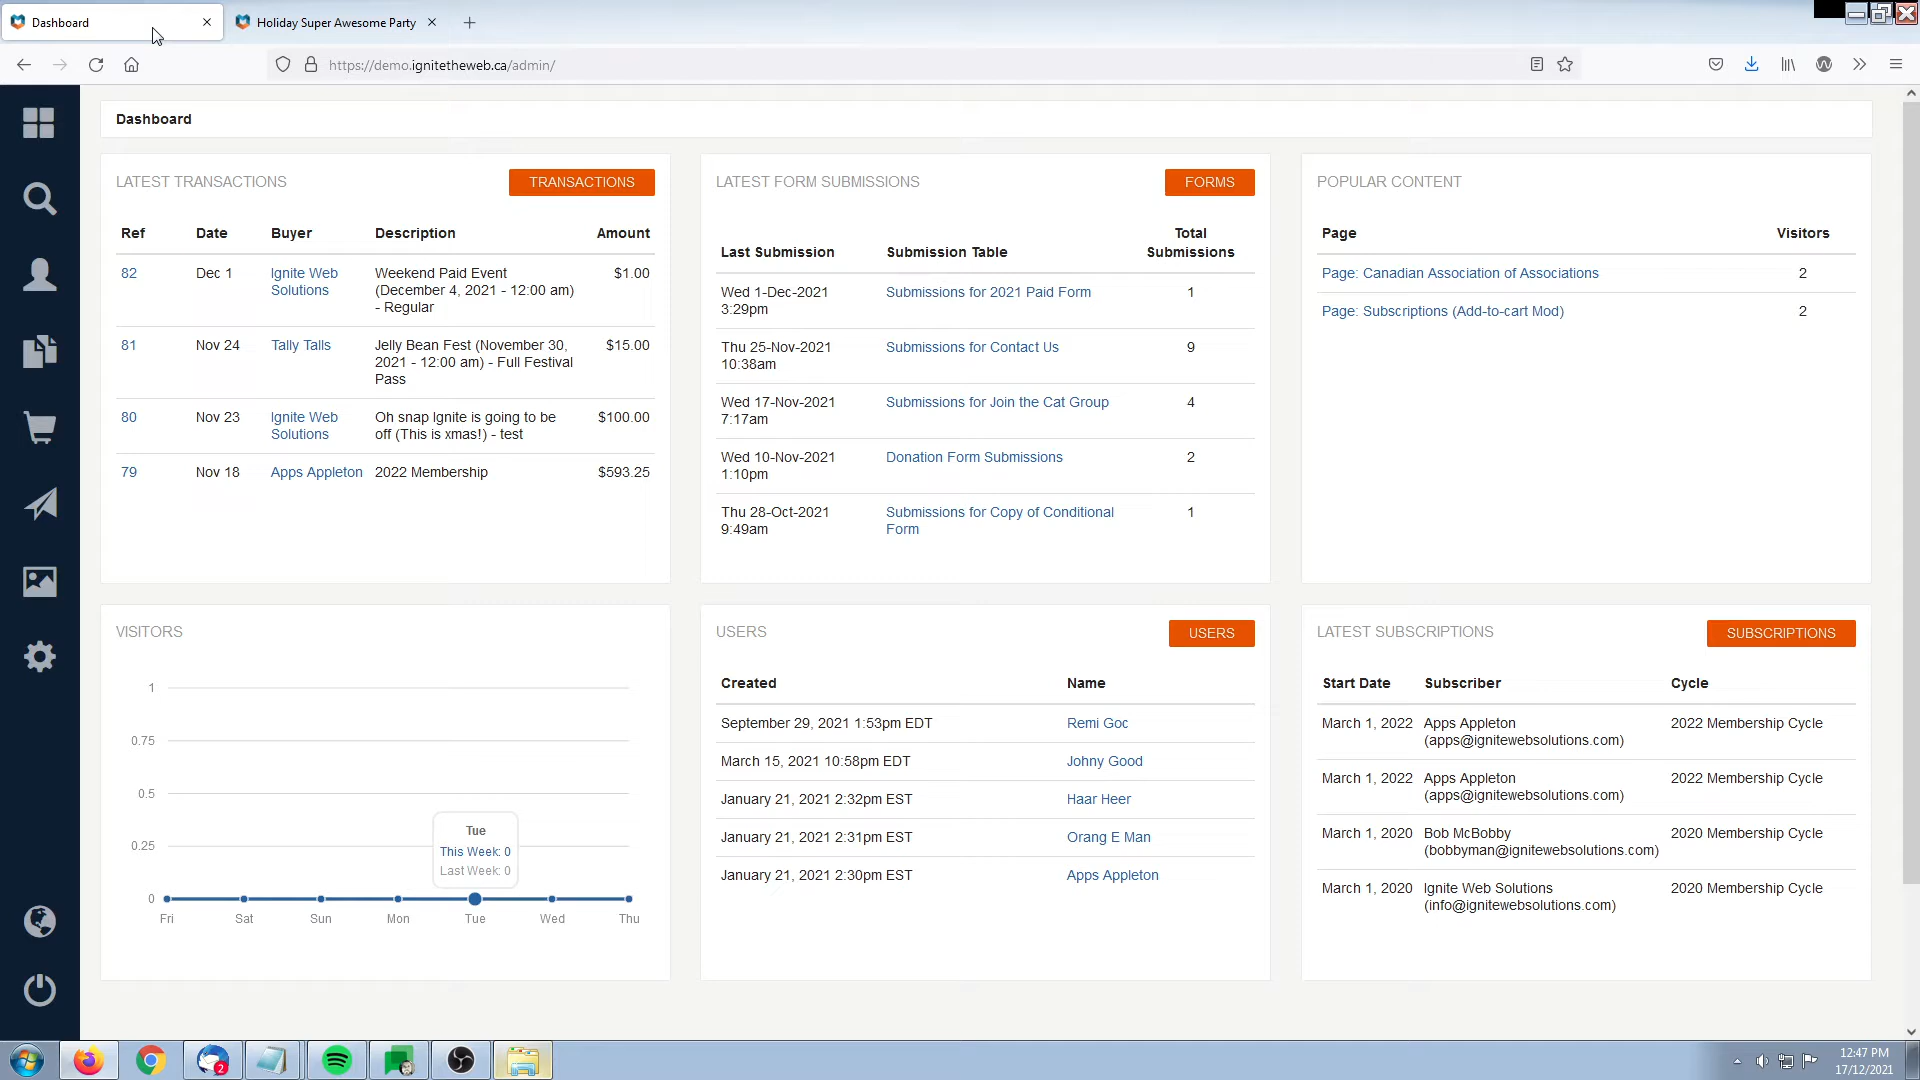 Dashboard
Holiday Super Awesome Party
https://demo.ignitetheweb.ca/admin/
Dashboard
LATEST TRANSACTIONS
TRANSACTIONS
Ref Date Buyer Description Amount
82 Dec 1 Ignite Web Weekend Paid Event $1.00
Solutions (December 4, 2021 - 12:00 am)
- Regular
81 Nov 24 Tally Talls Jelly Bean Fest (November 30, $15.00
2021 - 12:00 am) - Full Festival
Pass
80 Nov 23 Ignite Web Oh snap Ignite is going to be $100.00
Solutions off (This is xmas!) - test
79 Nov 18 Apps Appleton 2022 Membership $593.25
LATEST FORM SUBMISSIONS
FORMS
Total
Last Submission Submission Table Submissions
Wed 1-Dec-2021 Submissions for 2021 Paid Form 1
3:29pm
Thu 25-Nov-2021 Submissions for Contact Us 9
10:38am
Wed 17-Nov-2021 Submissions for Join the Cat Group 4
7:17am
Wed 10-Nov-2021 Donation Form Submissions 2
1:10pm
Thu 28-Oct-2021 Submissions for Copy of Conditional 1
9:49am Form
POPULAR CONTENT
Page Visitors
Page: Canadian Association of Associations 2
Page: Subscriptions (Add-to-cart Mod) 2
VISITORS
1
0.75
0.5
0.25
0
Tue
This Week: 0
Last Week: 0
Fri Sat Sun Mon Tue Wed Thu
USERS
USERS
Created Name
September 29, 2021 1:53pm EDT Remi Goc
March 15, 2021 10:58pm EDT Johny Good
January 21, 2021 2:32pm EST Haar Heer
January 21, 2021 2:31pm EST Orang E Man
January 21, 2021 2:30pm EST Apps Appleton
LATEST SUBSCRIPTIONS
SUBSCRIPTIONS
Start Date Subscriber Cycle
March 1, 2022 Apps Appleton 2022 Membership Cycle
(apps@ignitewebsolutions.com)
March 1, 2022 Apps Appleton 2022 Membership Cycle
(apps@ignitewebsolutions.com)
March 1, 2020 Bob McBobby 2020 Membership Cycle
(bobbyman@ignitewebsolutions.com)
March 1, 2020 Ignite Web Solutions 2020 Membership Cycle
(info@ignitewebsolutions.com)
2
12:47 PM
17/12/2021